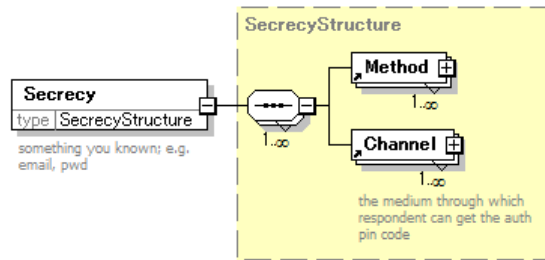 SecrecyStructure
Secrecy
type SecrecyStructure
something you known; e.g.
email, pwd
1..∞
Method
1..∞
Channel
1..∞
the medium through which
respondent can get the auth
pin code